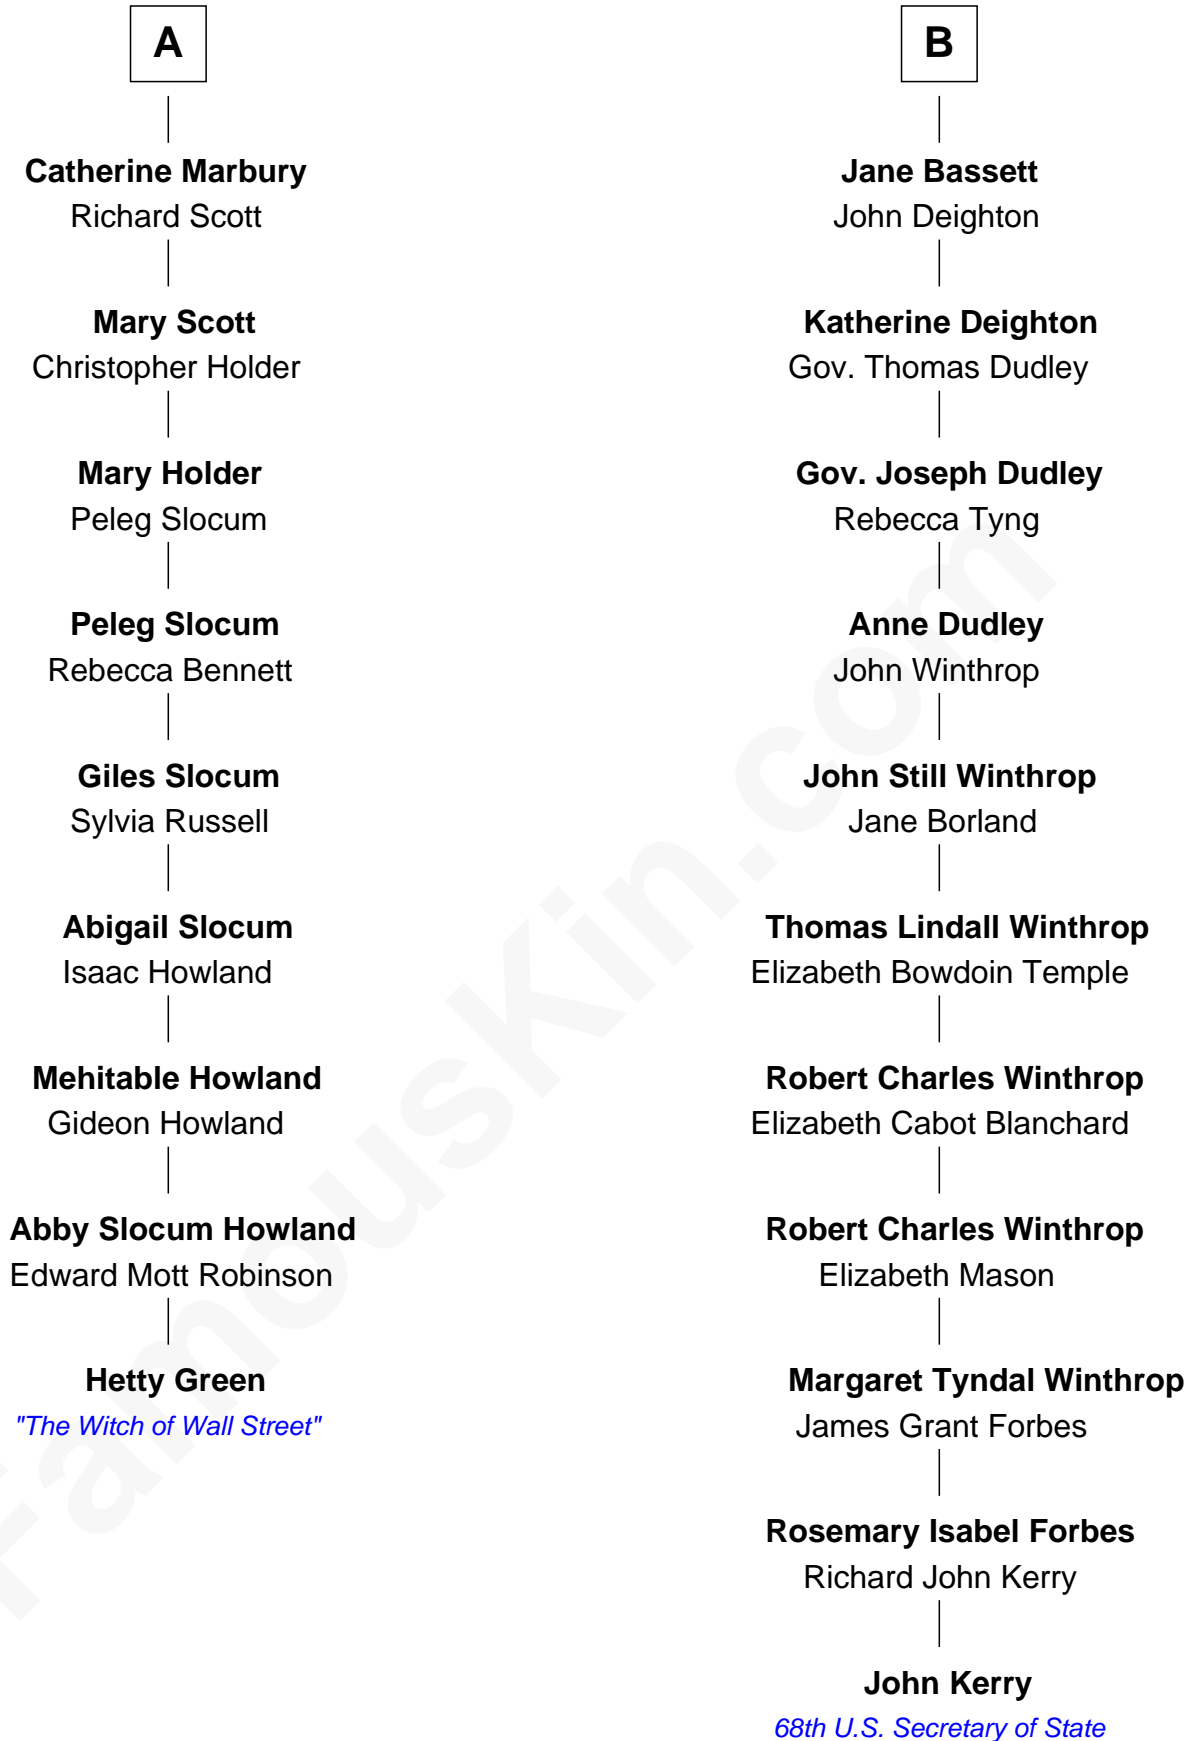 A
Catherine Marbury
Richard Scott
Mary Scott
Christopher Holder
Mary Holder
Peleg Slocum
Peleg Slocum
Rebecca Bennett
Giles Slocum
Sylvia Russell
Abigail Slocum
Isaac Howland
Mehitable Howland
Gideon Howland
Abby Slocum Howland
Edward Mott Robinson
Hetty Green
"The Witch of Wall Street"
B
Jane Bassett
John Deighton
Katherine Deighton
Gov. Thomas Dudley
Gov. Joseph Dudley
Rebecca Tyng
Anne Dudley
John Winthrop
John Still Winthrop
Jane Borland
Thomas Lindall Winthrop
Elizabeth Bowdoin Temple
Robert Charles Winthrop
Elizabeth Cabot Blanchard
Robert Charles Winthrop
Elizabeth Mason
Margaret Tyndal Winthrop
James Grant Forbes
Rosemary Isabel Forbes
Richard John Kerry
John Kerry
68th U.S. Secretary of State
FamousKin.com